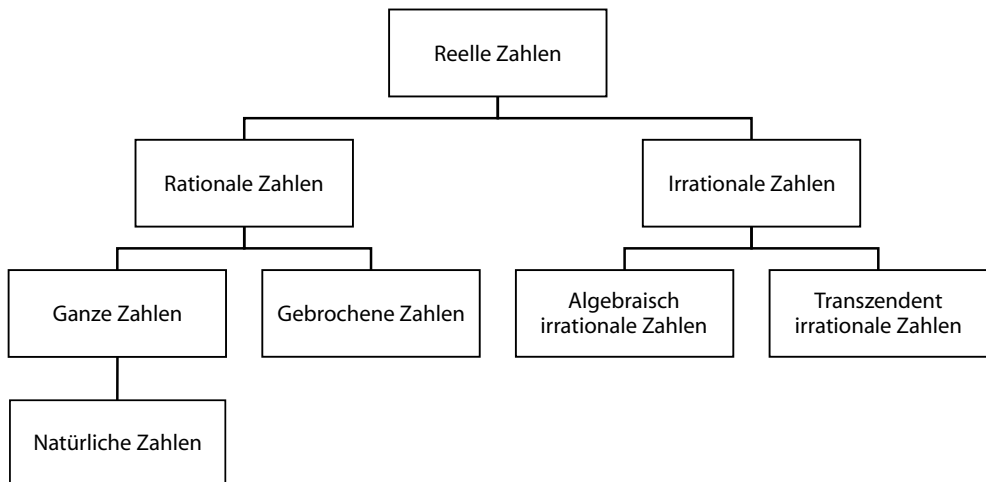 Reelle Zahlen
Rationale Zahlen
Irrationale Zahlen
Ganze Zahlen
Gebrochene Zahlen
Algebraisch
irrationale Zahlen
Transzendent
irrationale Zahlen
Natürliche Zahlen